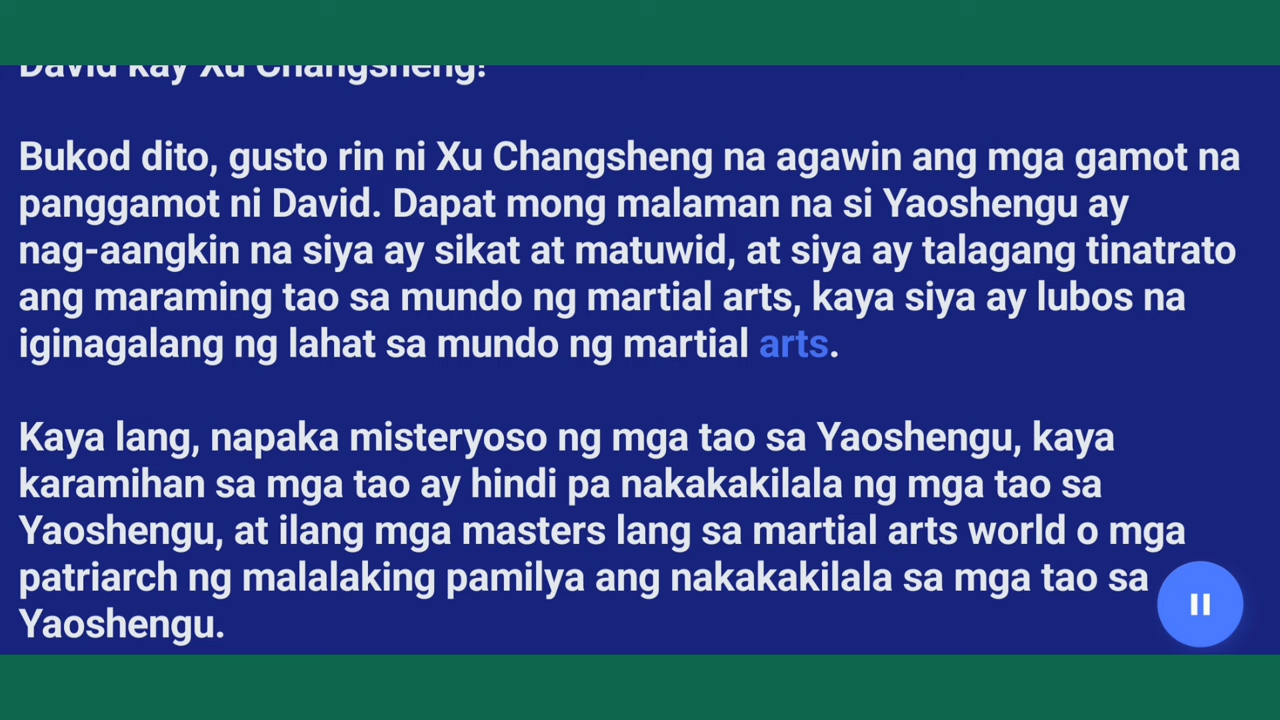 David kay Xu Changsheng!
Bukod dito, gusto rin ni Xu Changsheng na agawin ang mga gamot na
panggamot ni David. Dapat mong malaman na si Yaoshengu ay
nag-aangkin na siya ay sikat at matuwid, at siya ay talagang tinatrato
ang maraming tao sa mundo ng martial arts, kaya siya ay lubos na
iginagalang ng lahat sa mundo ng martial arts.
Kaya lang, napaka misteryoso ng mga tao sa Yaoshengu, kaya
karamihan sa mga tao ay hindi pa nakakakilala ng mga tao sa
Yaoshengu, at ilang mga masters lang sa martial arts world o mga
patriarch ng malalaking pamilya ang nakakakilala sa mga tao sa
Yaoshengu.